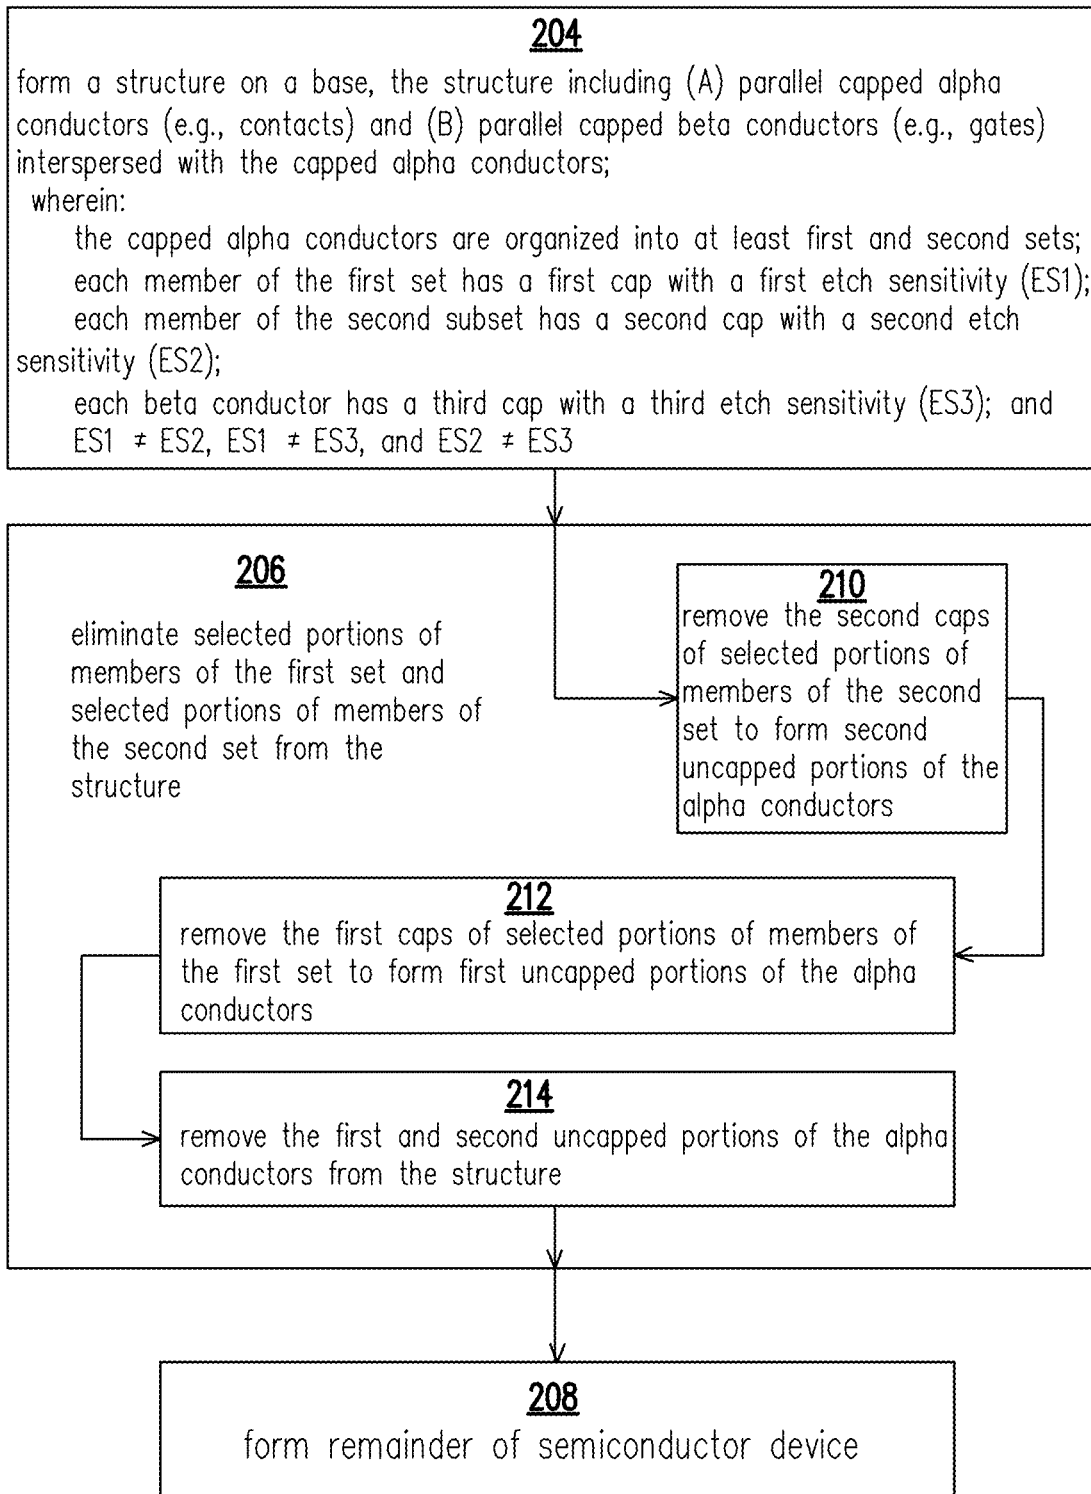 204
form a structure on a base, the structure including (A) parallel capped alpha
conductors (e.g., contacts) and (B) parallel capped beta conductors (e.g., gates)
interspersed with the capped alpha conductors;
wherein:
the capped alpha conductors are organized into at least first and second sets;
each member of the first set has a first cap with a first etch sensitivity (ES1);
each member of the second subset has a second cap with a second etch
sensitivity (ES2);
each beta conductor has a third cap with a third etch sensitivity (ES3); and
ES1 ≠ ES2, ES1 ≠ ES3, and ES2 ≠ ES3
206
eliminate selected portions of
members of the first set and
selected portions of members of
the second set from the
structure
210
remove the second caps
of selected portions of
members of the second
set to form second
uncapped portions of the
alpha conductors
212
remove the first caps of selected portions of members of
the first set to form first uncapped portions of the alpha
conductors
214
remove the first and second uncapped portions of the alpha
conductors from the structure
208
form remainder of semiconductor device